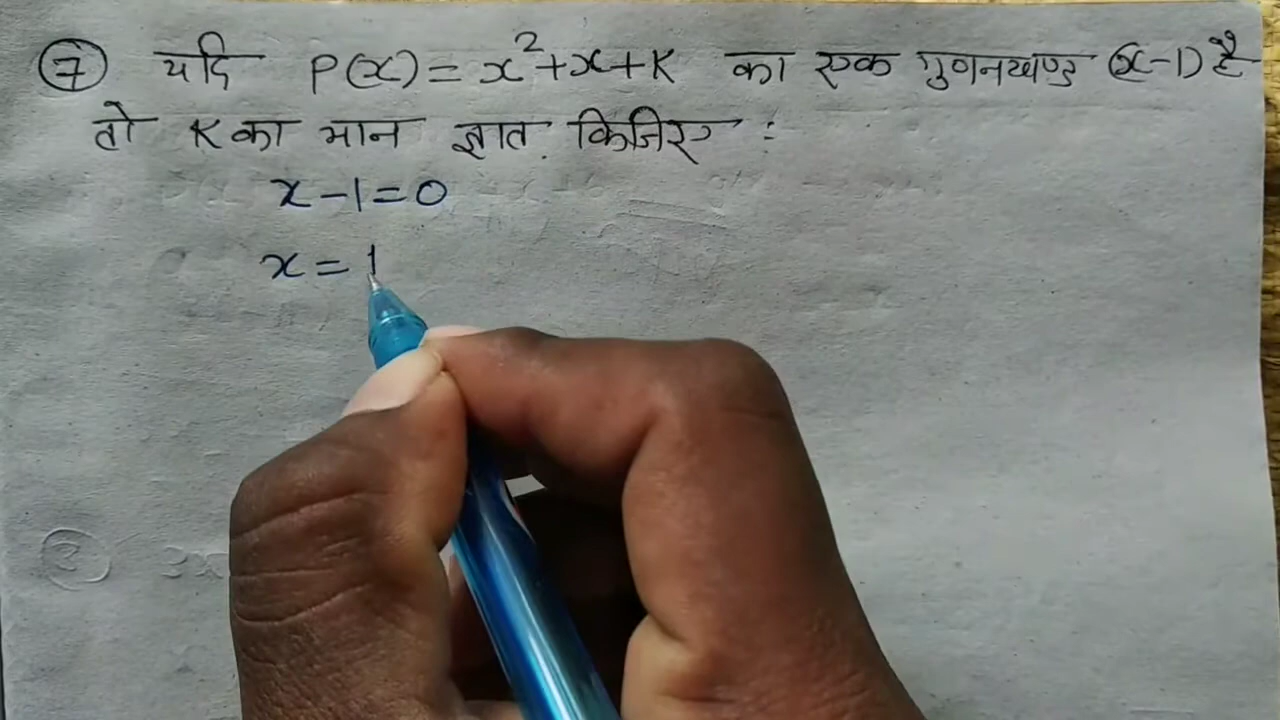 ⑦ यदि P(x) = x²+x+K का एक गुणनखण्ड (x-1) है
तो K का मान ज्ञात किजिए :
x-1=0
x=1